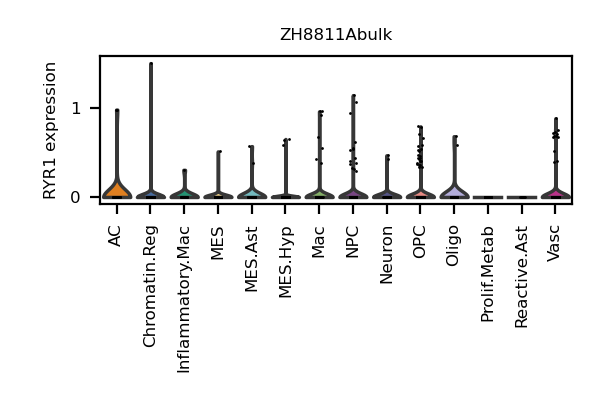 ZH8811Abulk
RYR1 expression
1
0
AC
Chromatin.Reg
Inflammatory.Mac
MES
MES.Ast
MES.Hyp
Mac
NPC
Neuron
OPC
Oligo
Prolif.Metab
Reactive.Ast
Vasc